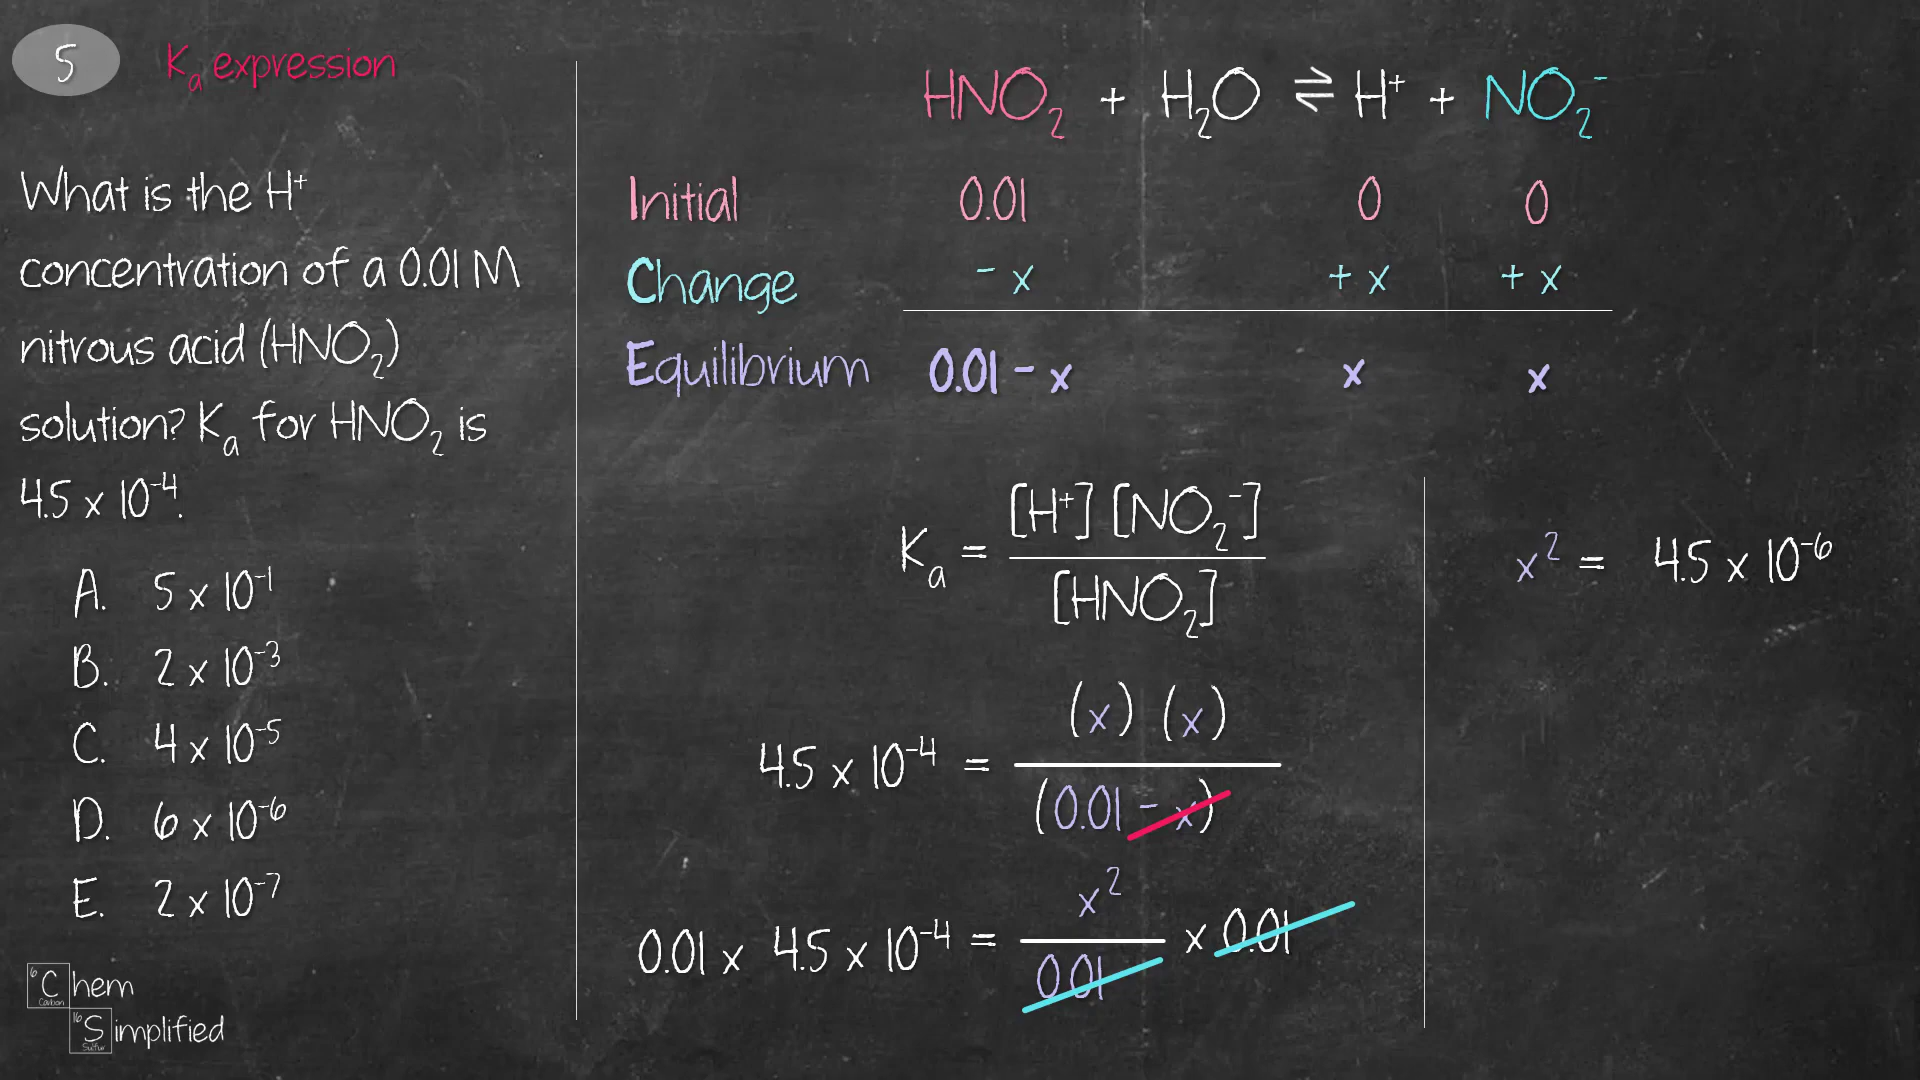 5
Kₐ expression
What is the H⁺
concentration of a 0.01 M
nitrous acid (HNO₂)
solution? Kₐ for HNO₂ is
4.5 x 10⁻⁴.
A. 5 x 10⁻¹
B. 2 x 10⁻³
C. 4 x 10⁻⁵
D. 6 x 10⁻⁶
E. 2 x 10⁻⁷
6
Chem
Carbon
16
Simplified
Sulfur
HNO₂ + H₂O ⇌ H⁺ + NO₂⁻
Initial 0.01 0 0
Change - x + x + x
Equilibrium 0.01 - x x x
Kₐ = [H⁺] [NO₂⁻]
[HNO₂]
4.5 x 10⁻⁴ = (x) (x)
(0.01 - x)
0.01 x 4.5 x 10⁻⁴ = x² x 0.01
0.01
x² = 4.5 x 10⁻⁶